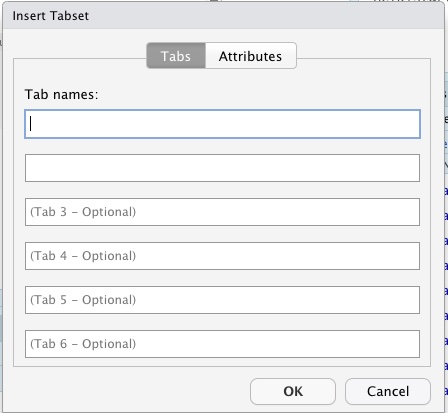 Insert Tabset
Tabs Attributes
Tab names:
(Tab 3 – Optional)
(Tab 4 – Optional)
(Tab 5 – Optional)
(Tab 6 – Optional)
OK Cancel